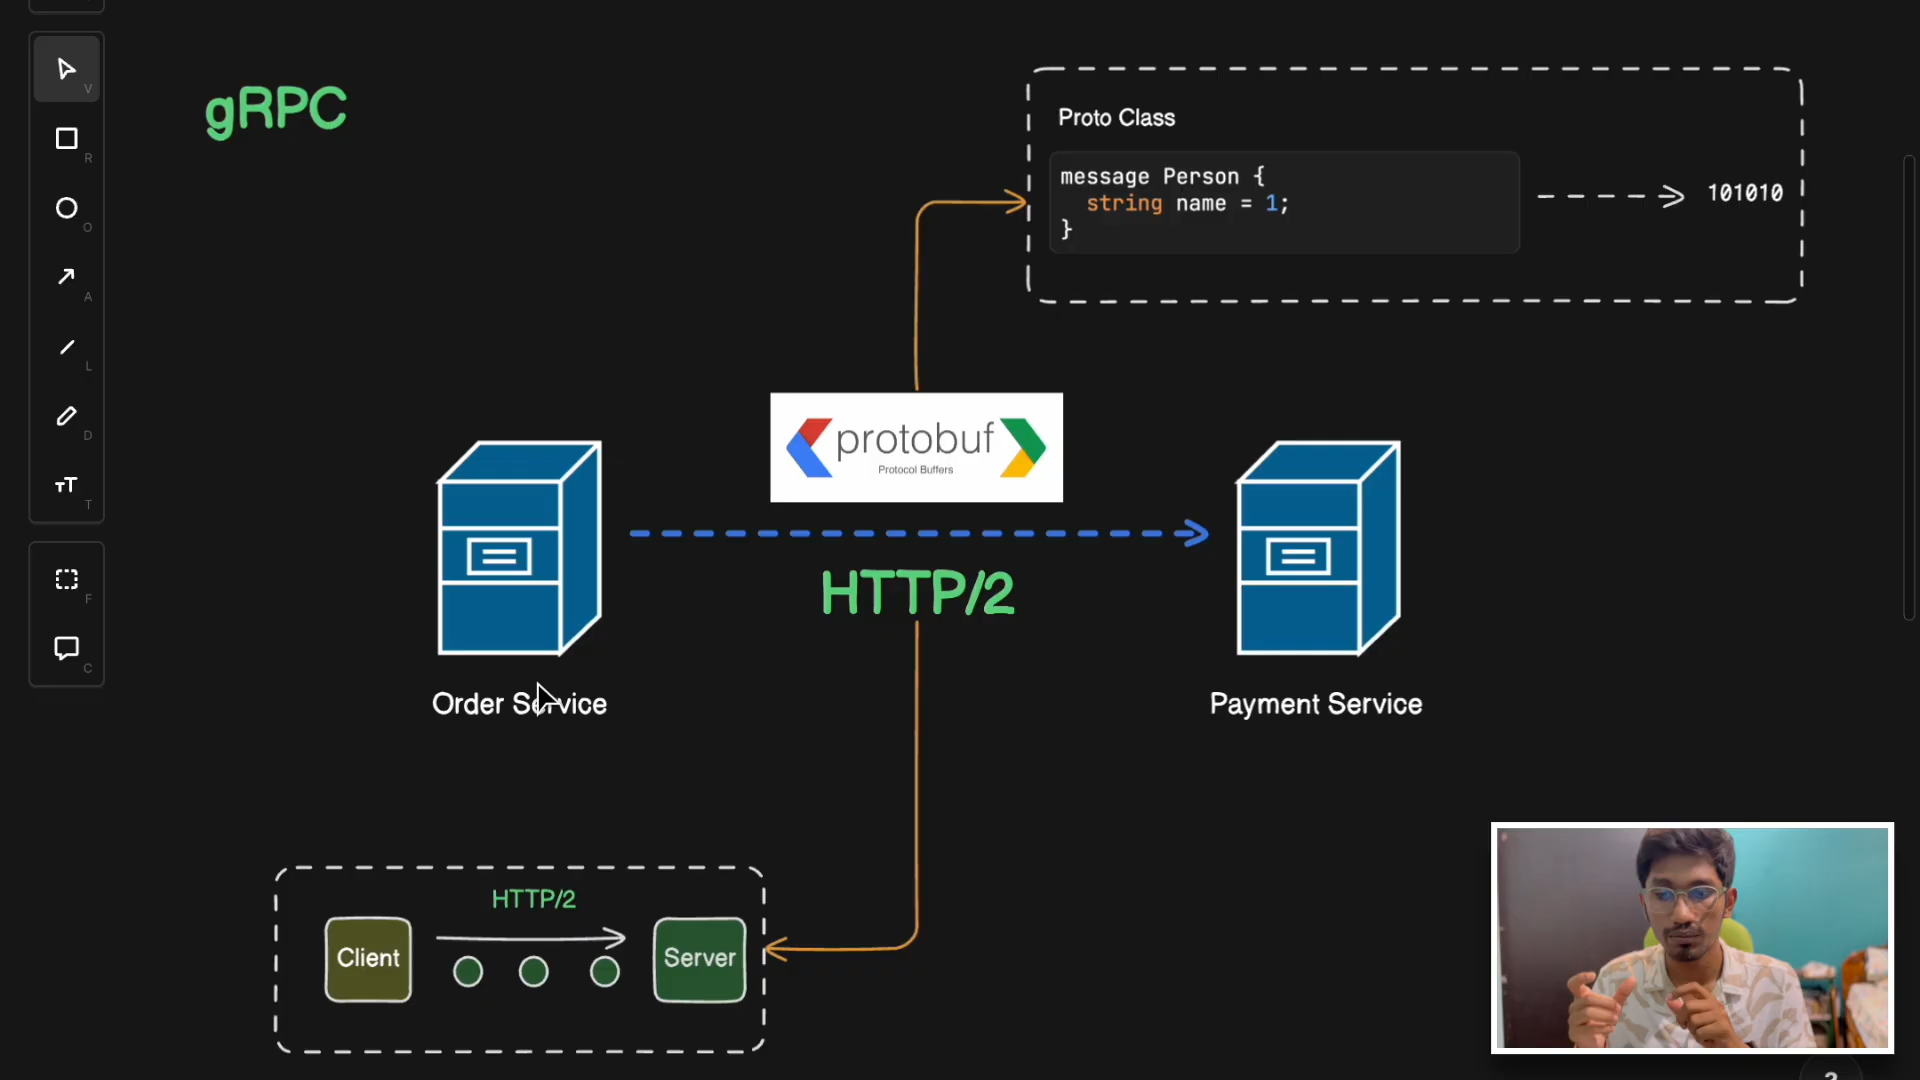 V
R
O
A
L
D
T
F
C
gRPC
Proto Class
message Person {
string name = 1;
}
101010
protobuf
Protocol Buffers
HTTP/2
Order Service
Payment Service
HTTP/2
Client
Server